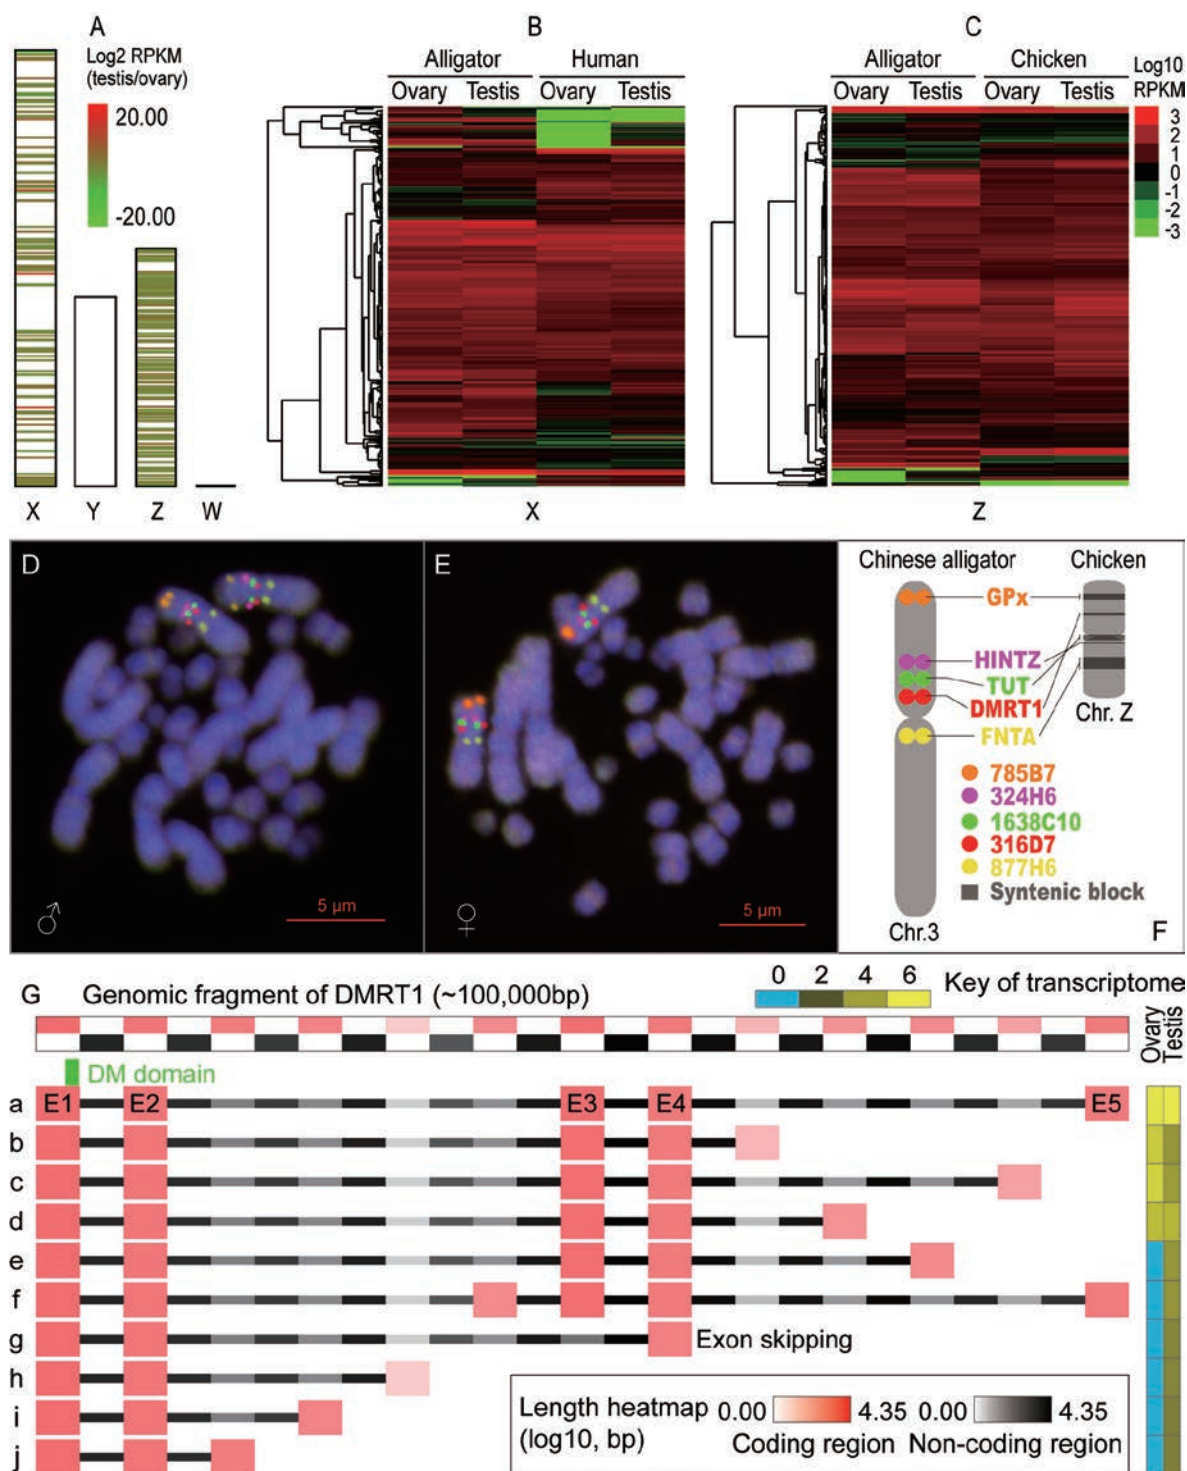 A
B
C
Log2 RPKM
(testis/ovary)
20.00
-20.00
X
Y
Z
W
Alligator
Human
Ovary
Testis
Ovary
Testis
X
Alligator
Chicken
Ovary
Testis
Ovary
Testis
Z
Log10
RPKM
3
2
1
0
-1
-2
-3
D
♂
5 µm
E
♀
5 µm
Chinese alligator
Chicken
GPx
HINTZ
TUT
DMRT1
FNTA
Chr. Z
785B7
324H6
1638C10
316D7
877H6
Syntenic block
Chr.3
F
G
Genomic fragment of DMRT1 (~100,000bp)
0 2 4 6
Key of transcriptome
Ovary
Testis
DM domain
a E1 E2 E3 E4 E5
b
c
d
e
f
g Exon skipping
h
i
j
Length heatmap
(log10, bp)
0.00 4.35
Coding region
0.00 4.35
Non-coding region